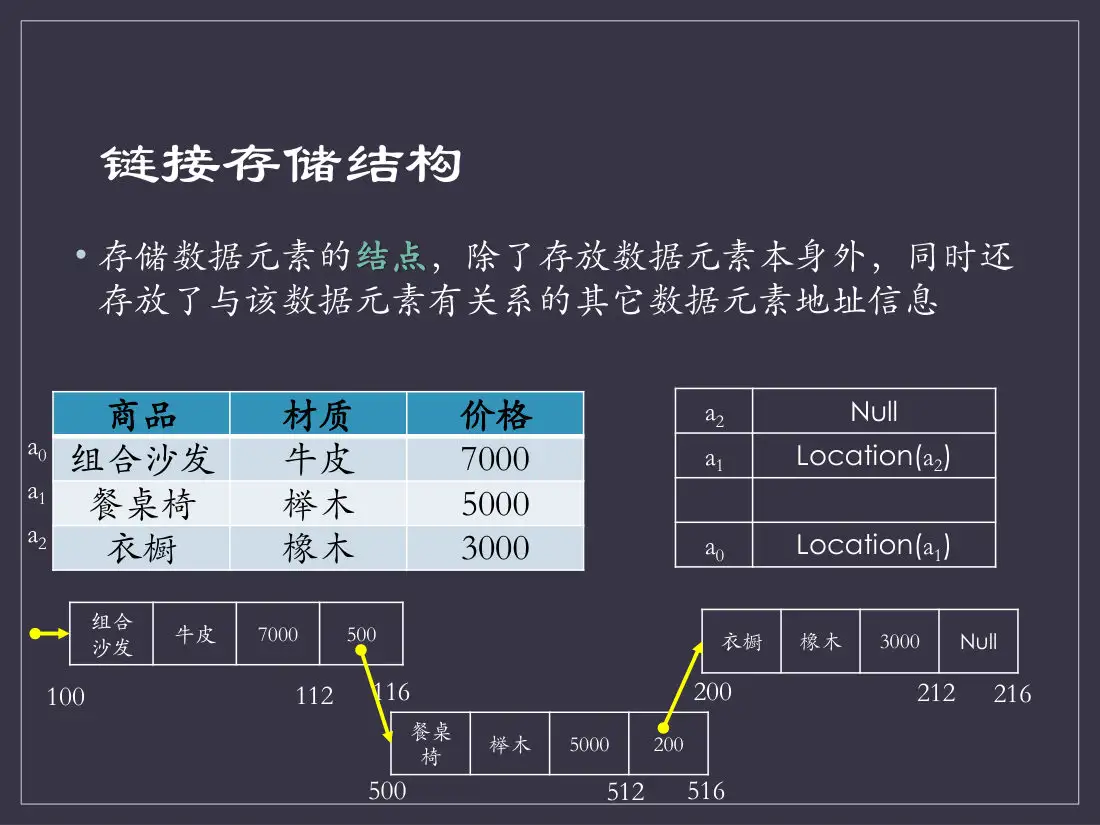 链接存储结构
• 存储数据元素的结点，除了存放数据元素本身外，同时还
存放了与该数据元素有关系的其它数据元素地址信息
商品 材质 价格
a0 组合沙发 牛皮 7000
a1 餐桌椅 榉木 5000
a2 衣橱 橡木 3000
a2 Null
a1 Location(a2)
a0 Location(a1)
组合
沙发 牛皮 7000 500
100 112 116
衣橱 橡木 3000 Null
200 212 216
餐桌
椅 榉木 5000 200
500 512 516